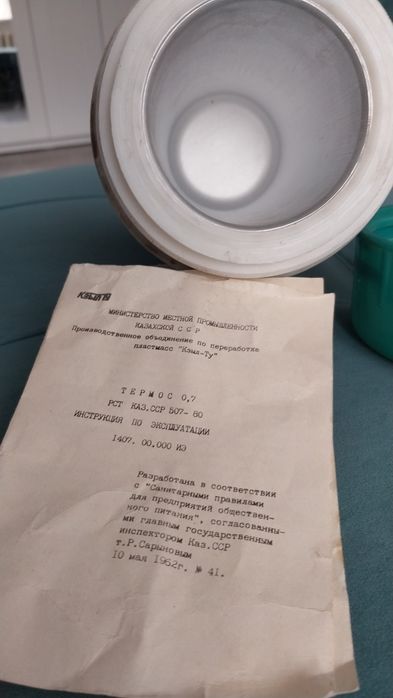 МИНИСТЕРСТВО МЕСТНОЙ ПРОМЫШЛЕННОСТИ
КАЗАХСКОЙ С С Р
Производственное объединение по переработке
пластмасс "Кзыл-Ту"
Т Е Р М О С 0,7
РСТ КАЗ.ССР 507- 80
ИНСТРУКЦИЯ ПО ЭКСПЛУАТАЦИИ
1407. 00.000 ИЭ
Разработана в соответствии
с "Санитарными правилами
для предприятий обществен-
ного питания", согласованны-
ми главным государственным
инспектором Каз.ССР
т.Р.Сарыновым
10 мая 1962г. № 41.